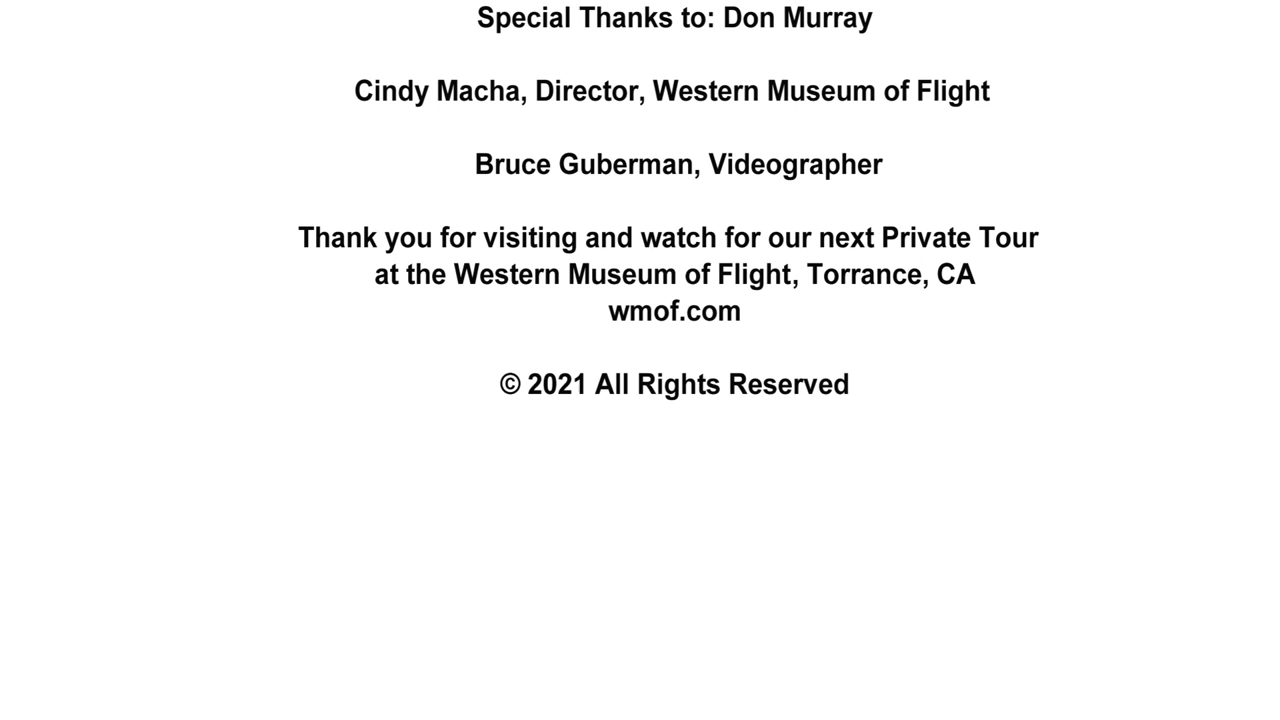 Special Thanks to: Don Murray
Cindy Macha, Director, Western Museum of Flight
Bruce Guberman, Videographer
Thank you for visiting and watch for our next Private Tour
at the Western Museum of Flight, Torrance, CA
wmof.com
© 2021 All Rights Reserved